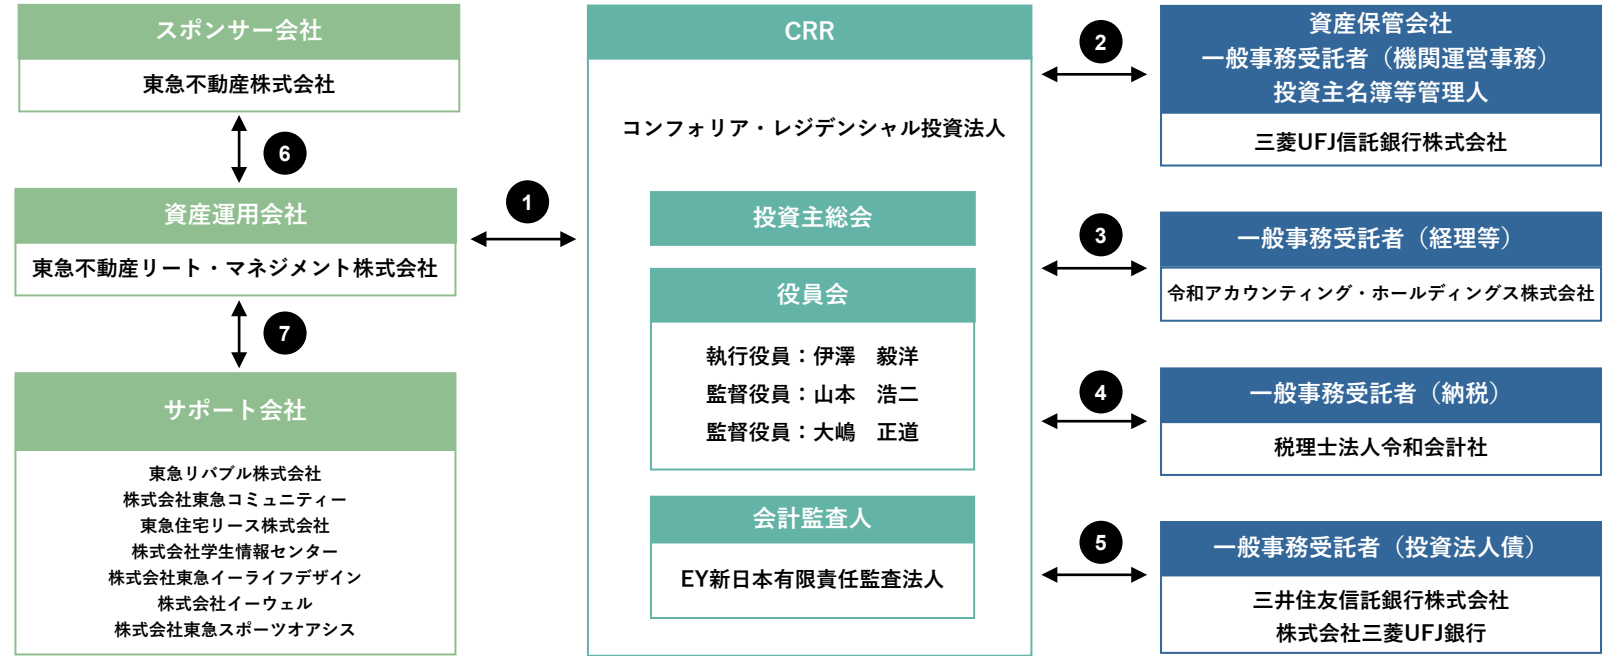 スポンサー会社
東急不動産株式会社
6
資産運用会社
東急不動産リート・マネジメント株式会社
7
サポート会社
東急リバブル株式会社
株式会社東急コミュニティー
東急住宅リース株式会社
株式会社学生情報センター
株式会社東急イーライフデザイン
株式会社イーウェル
株式会社東急スポーツオアシス
1
CRR
コンフォリア・レジデンシャル投資法人
投資主総会
役員会
執行役員：伊澤　毅洋
監督役員：山本　浩二
監督役員：大嶋　正道
会計監査人
EY新日本有限責任監査法人
2
資産保管会社
一般事務受託者（機関運営事務）
投資主名簿等管理人
三菱UFJ信託銀行株式会社
3
一般事務受託者（経理等）
令和アカウンティング・ホールディングス株式会社
4
一般事務受託者（納税）
税理士法人令和会計社
5
一般事務受託者（投資法人債）
三井住友信託銀行株式会社
株式会社三菱UFJ銀行